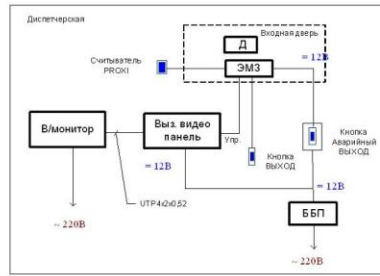 Диспетчерская
Входная дверь
Д
Считыватель
PROXI
ЭМЗ
= 12В
В/монитор
Выз. видео
панель
Упр.
Кнопка
ВЫХОД
Кнопка
Аварийный
ВЫХОД
= 12В
= 12В
UTP4x2x0,52
ББП
~ 220В
~ 220В